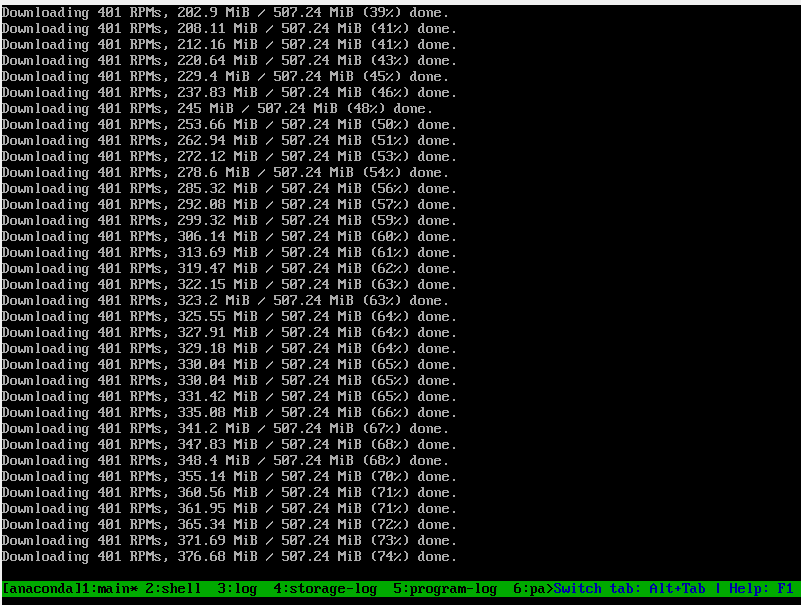 Downloading 401 RPMs, 202.9 MiB / 507.24 MiB (39%) done.
Downloading 401 RPMs, 208.11 MiB / 507.24 MiB (41%) done.
Downloading 401 RPMs, 212.16 MiB / 507.24 MiB (41%) done.
Downloading 401 RPMs, 220.64 MiB / 507.24 MiB (43%) done.
Downloading 401 RPMs, 229.4 MiB / 507.24 MiB (45%) done.
Downloading 401 RPMs, 237.83 MiB / 507.24 MiB (46%) done.
Downloading 401 RPMs, 245 MiB / 507.24 MiB (48%) done.
Downloading 401 RPMs, 253.66 MiB / 507.24 MiB (50%) done.
Downloading 401 RPMs, 262.94 MiB / 507.24 MiB (51%) done.
Downloading 401 RPMs, 272.12 MiB / 507.24 MiB (53%) done.
Downloading 401 RPMs, 278.6 MiB / 507.24 MiB (54%) done.
Downloading 401 RPMs, 285.32 MiB / 507.24 MiB (56%) done.
Downloading 401 RPMs, 292.08 MiB / 507.24 MiB (57%) done.
Downloading 401 RPMs, 299.32 MiB / 507.24 MiB (59%) done.
Downloading 401 RPMs, 306.14 MiB / 507.24 MiB (60%) done.
Downloading 401 RPMs, 313.69 MiB / 507.24 MiB (61%) done.
Downloading 401 RPMs, 319.47 MiB / 507.24 MiB (62%) done.
Downloading 401 RPMs, 322.15 MiB / 507.24 MiB (63%) done.
Downloading 401 RPMs, 323.2 MiB / 507.24 MiB (63%) done.
Downloading 401 RPMs, 325.55 MiB / 507.24 MiB (64%) done.
Downloading 401 RPMs, 327.91 MiB / 507.24 MiB (64%) done.
Downloading 401 RPMs, 329.18 MiB / 507.24 MiB (64%) done.
Downloading 401 RPMs, 330.04 MiB / 507.24 MiB (65%) done.
Downloading 401 RPMs, 330.04 MiB / 507.24 MiB (65%) done.
Downloading 401 RPMs, 331.42 MiB / 507.24 MiB (65%) done.
Downloading 401 RPMs, 335.08 MiB / 507.24 MiB (66%) done.
Downloading 401 RPMs, 341.2 MiB / 507.24 MiB (67%) done.
Downloading 401 RPMs, 347.83 MiB / 507.24 MiB (68%) done.
Downloading 401 RPMs, 348.4 MiB / 507.24 MiB (68%) done.
Downloading 401 RPMs, 355.14 MiB / 507.24 MiB (70%) done.
Downloading 401 RPMs, 360.56 MiB / 507.24 MiB (71%) done.
Downloading 401 RPMs, 361.95 MiB / 507.24 MiB (71%) done.
Downloading 401 RPMs, 365.34 MiB / 507.24 MiB (72%) done.
Downloading 401 RPMs, 371.69 MiB / 507.24 MiB (73%) done.
Downloading 401 RPMs, 376.68 MiB / 507.24 MiB (74%) done.
[anaconda]1:main* 2:shell  3:log  4:storage-log  5:program-log  6:pa>Switch tab: Alt+Tab | Help: F1